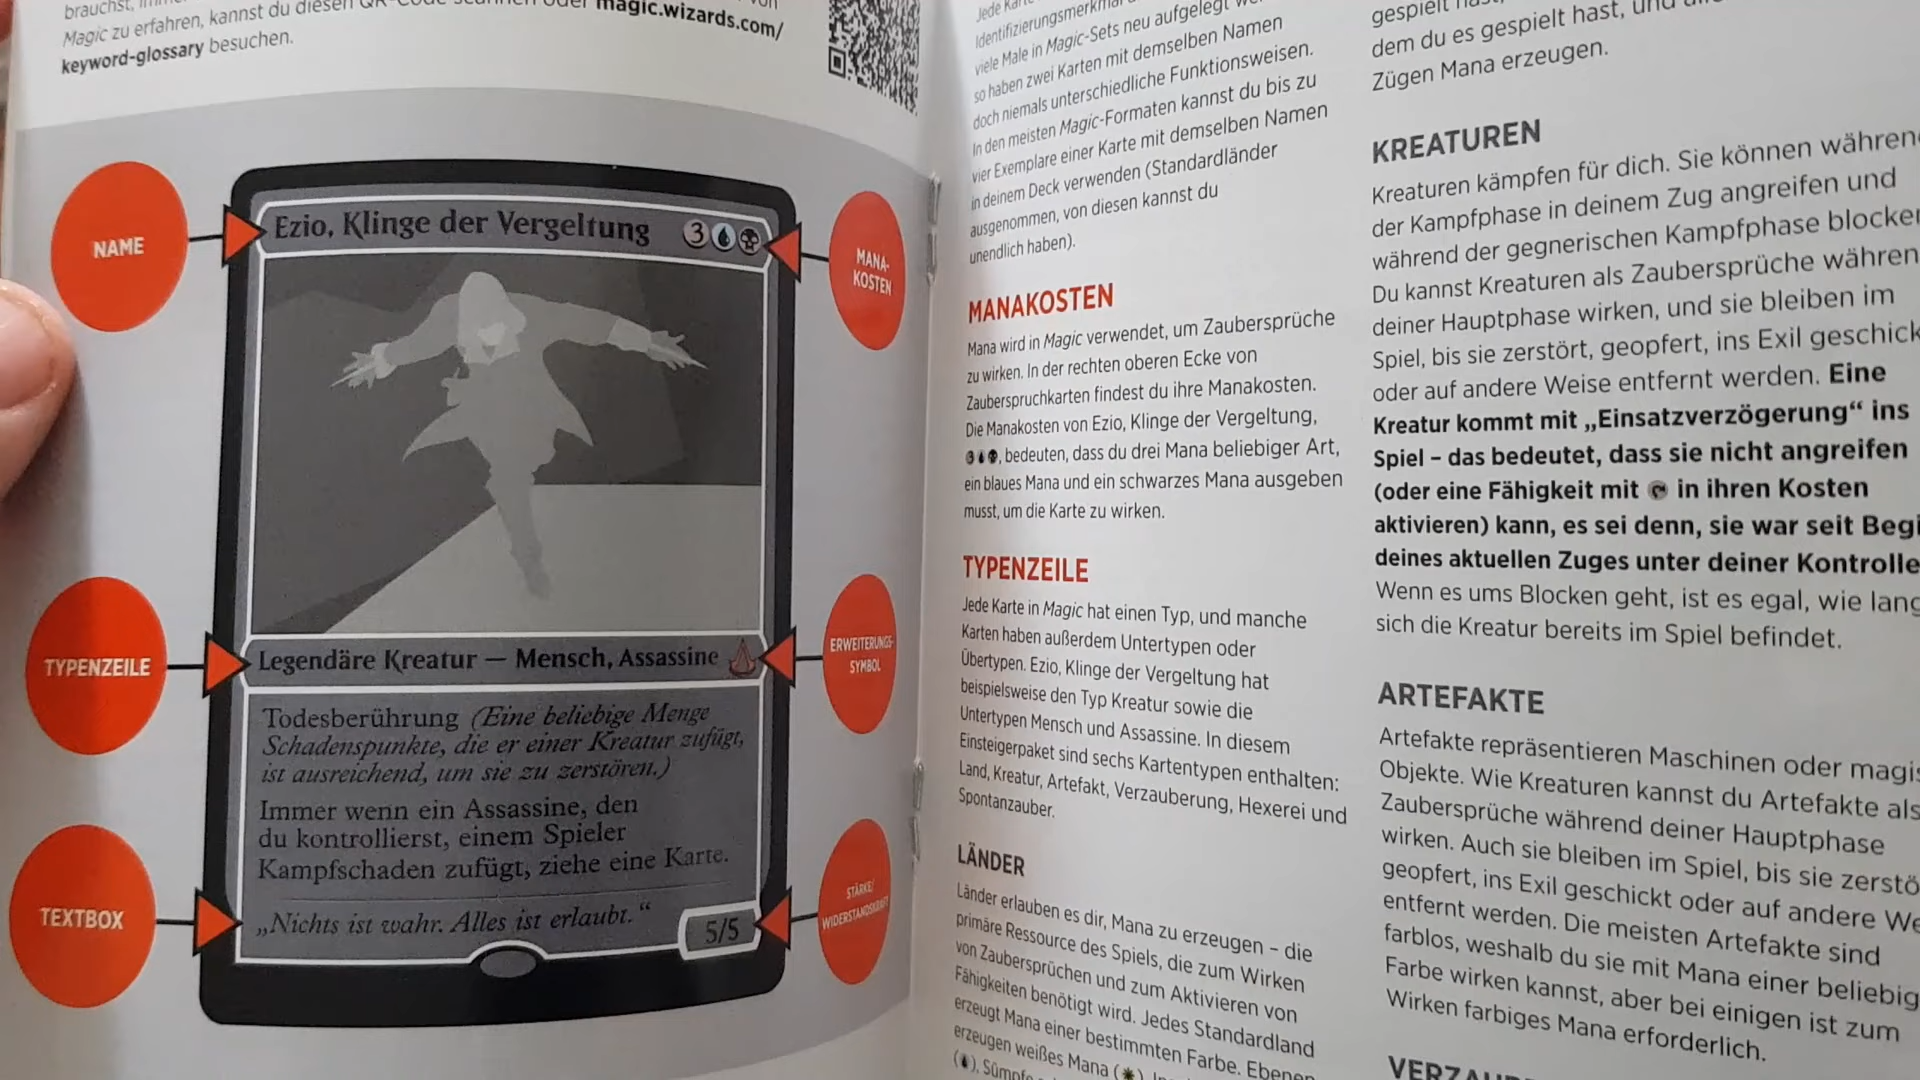 brauchst,
Magic zu erfahren, kannst du diesen QR-Code scannen oder magic.wizards.com/
keyword-glossary besuchen.
NAME
Ezio, Klinge der Vergeltung 3
MANA-
KOSTEN
TYPENZEILE
Legendäre Kreatur — Mensch, Assassine
ERWEITERUNGS-
SYMBOL
Todesberührung (Eine beliebige Menge
Schadenspunkte, die er einer Kreatur zufügt,
ist ausreichend, um sie zu zerstören.)
Immer wenn ein Assassine, den
du kontrollierst, einem Spieler
Kampfschaden zufügt, ziehe eine Karte.
TEXTBOX
„Nichts ist wahr. Alles ist erlaubt.“
5/5
STÄRKE/
WIDERSTANDSKRAFT
Jede Karte
Identifizierungsmerkmal
viele Male in Magic-Sets neu aufgelegt
so haben zwei Karten mit demselben Namen
doch niemals unterschiedliche Funktionsweisen.
In den meisten Magic-Formaten kannst du bis zu
vier Exemplare einer Karte mit demselben Namen
in deinem Deck verwenden (Standardländer
ausgenommen, von diesen kannst du
unendlich haben).
MANAKOSTEN
Mana wird in Magic verwendet, um Zaubersprüche
zu wirken. In der rechten oberen Ecke von
Zauberspruchkarten findest du ihre Manakosten.
Die Manakosten von Ezio, Klinge der Vergeltung,
3, bedeuten, dass du drei Mana beliebiger Art,
ein blaues Mana und ein schwarzes Mana ausgeben
musst, um die Karte zu wirken.
TYPENZEILE
Jede Karte in Magic hat einen Typ, und manche
Karten haben außerdem Untertypen oder
Übertypen. Ezio, Klinge der Vergeltung hat
beispielsweise den Typ Kreatur sowie die
Untertypen Mensch und Assassine. In diesem
Einsteigerpaket sind sechs Kartentypen enthalten:
Land, Kreatur, Artefakt, Verzauberung, Hexerei und
Spontanzauber.
LÄNDER
Länder erlauben es dir, Mana zu erzeugen – die
primäre Ressource des Spiels, die zum Wirken
von Zaubersprüchen und zum Aktivieren von
Fähigkeiten benötigt wird. Jedes Standardland
erzeugt Mana einer bestimmten Farbe. Ebenen
erzeugen weißes Mana (
), Sümpfe
gespielt hast,
dem du es gespielt hast, und
Zügen Mana erzeugen.
KREATUREN
Kreaturen kämpfen für dich. Sie können während
der Kampfphase in deinem Zug angreifen und
während der gegnerischen Kampfphase blocken
Du kannst Kreaturen als Zaubersprüche während
deiner Hauptphase wirken, und sie bleiben im
Spiel, bis sie zerstört, geopfert, ins Exil geschick
oder auf andere Weise entfernt werden. Eine
Kreatur kommt mit „Einsatzverzögerung“ ins
Spiel – das bedeutet, dass sie nicht angreifen
(oder eine Fähigkeit mit in ihren Kosten
aktivieren) kann, es sei denn, sie war seit Begi
deines aktuellen Zuges unter deiner Kontrolle
Wenn es ums Blocken geht, ist es egal, wie lang
sich die Kreatur bereits im Spiel befindet.
ARTEFAKTE
Artefakte repräsentieren Maschinen oder magis
Objekte. Wie Kreaturen kannst du Artefakte als
Zaubersprüche während deiner Hauptphase
wirken. Auch sie bleiben im Spiel, bis sie zerstö
geopfert, ins Exil geschickt oder auf andere We
entfernt werden. Die meisten Artefakte sind
farblos, weshalb du sie mit Mana einer beliebig
Farbe wirken kannst, aber bei einigen ist zum
Wirken farbiges Mana erforderlich.